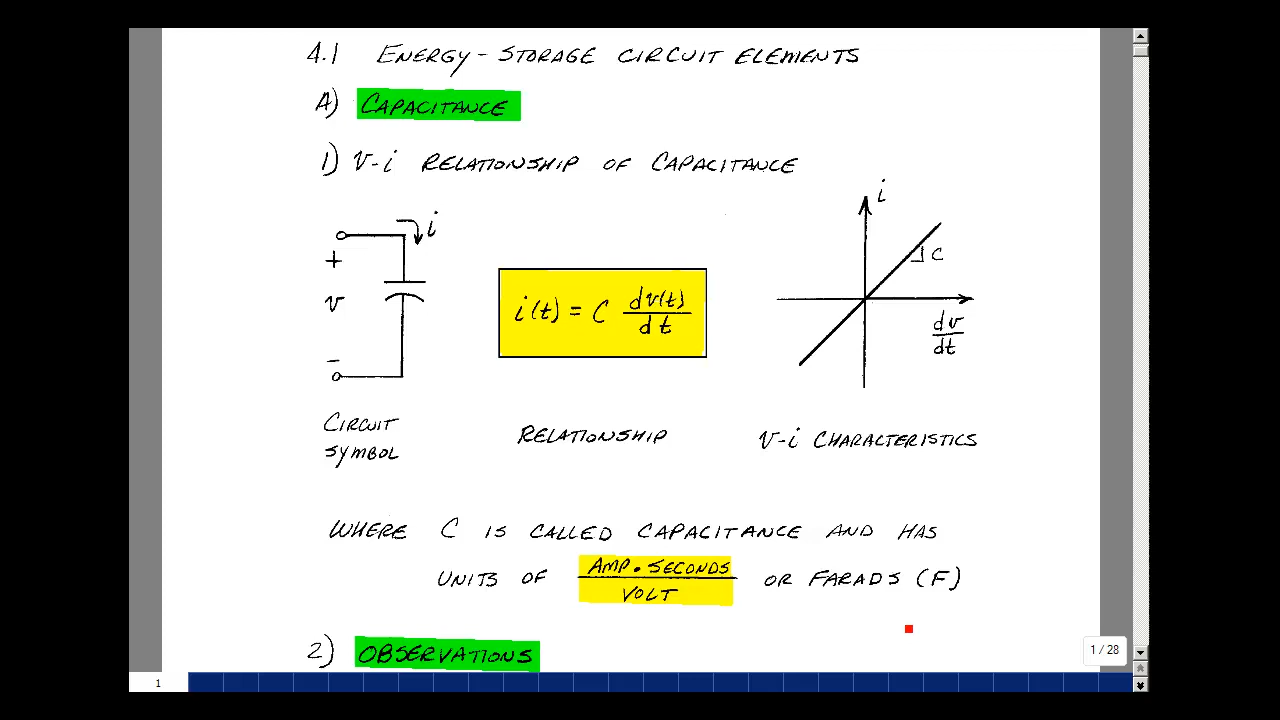 4.1 ENERGY-STORAGE CIRCUIT ELEMENTS
A) CAPACITANCE
1) v-i RELATIONSHIP OF CAPACITANCE
i
+
v
-
i(t) = C dv(t)/dt
i
C
dv/dt
CIRCUIT
SYMBOL
RELATIONSHIP
v-i CHARACTERISTICS
WHERE C IS CALLED CAPACITANCE AND HAS
UNITS OF AMP.SECONDS/VOLT OR FARADS (F)
2) OBSERVATIONS
1 / 28
1